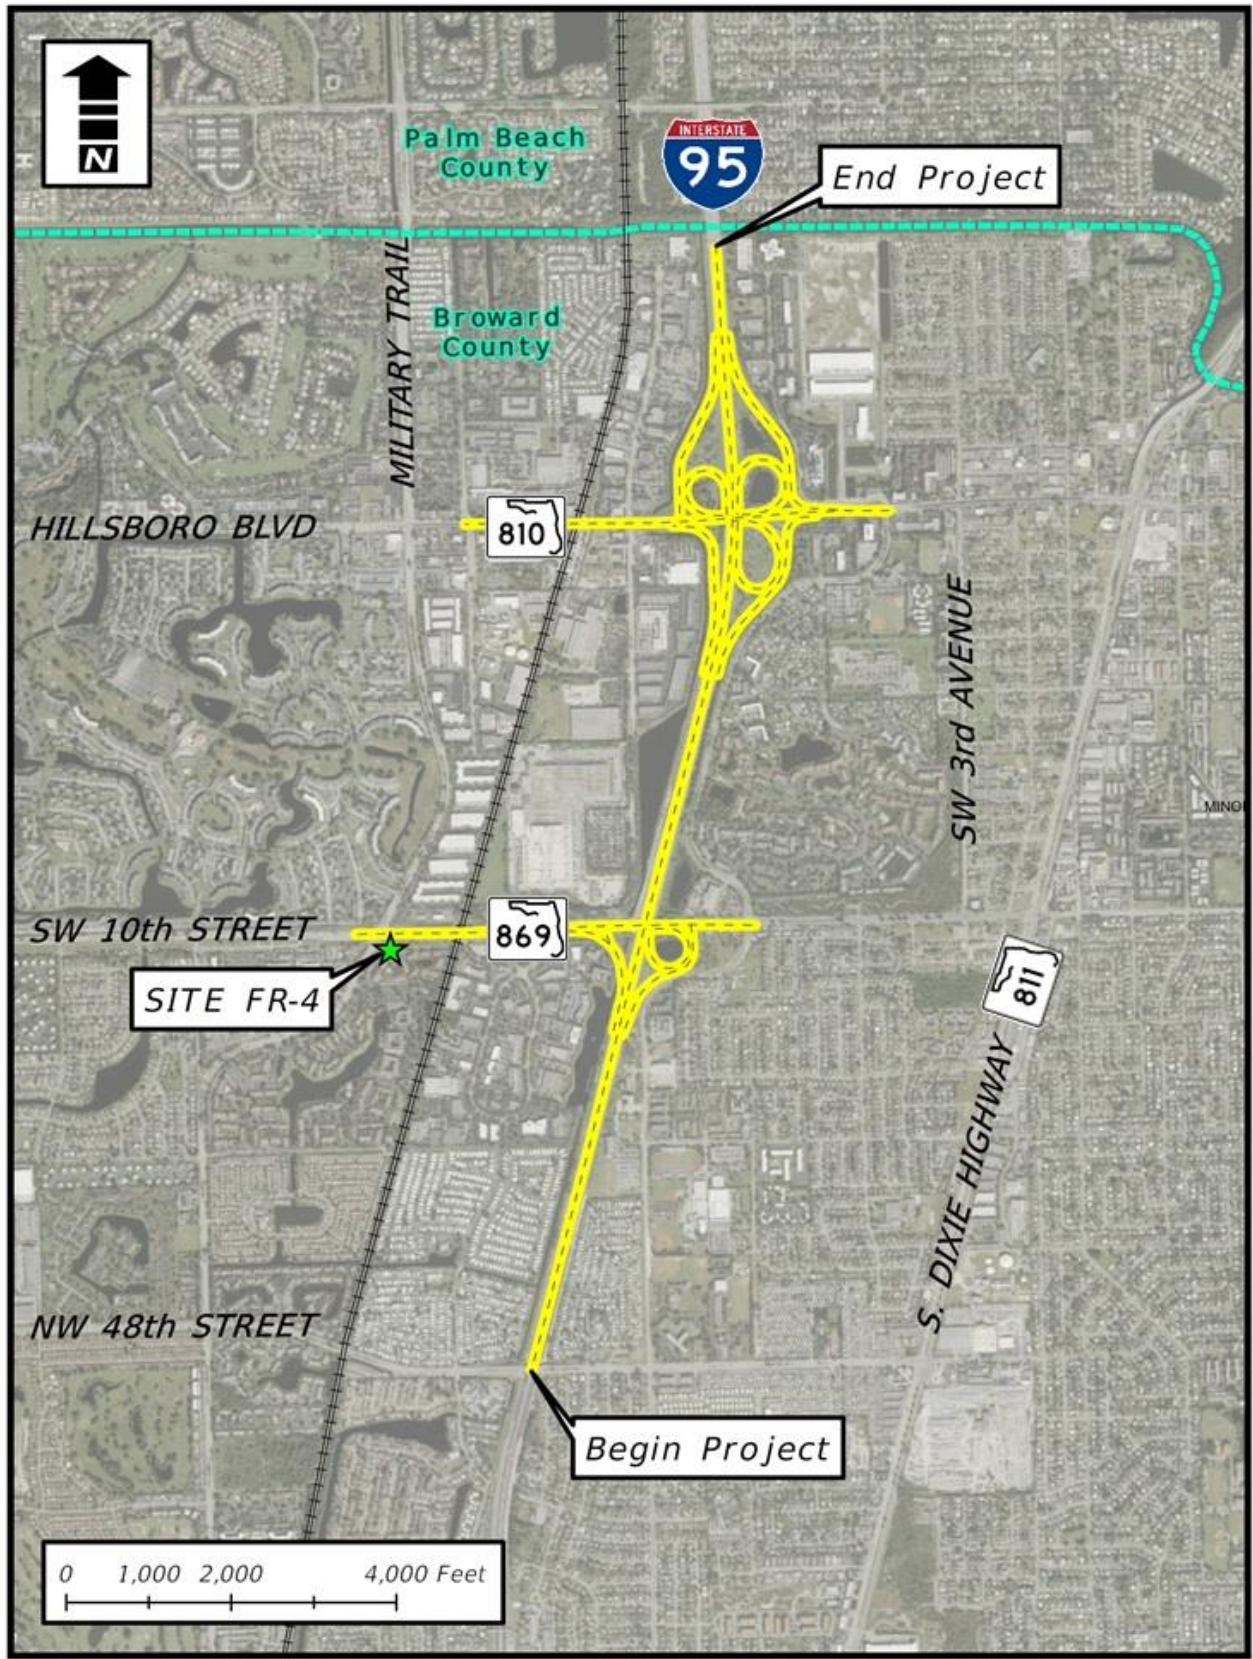 N
Palm Beach
County
INTERSTATE
95
End Project
MILITARY TRAIL
Broward
County
HILLSBORO BLVD
810
SW 3rd AVENUE
SW 10th STREET
869
SITE FR-4
811
S. DIXIE HIGHWAY
NW 48th STREET
Begin Project
0 1,000 2,000 4,000 Feet